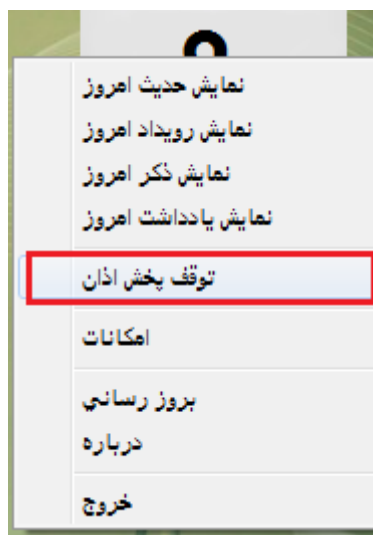 نمایش حدیث امروز
نمایش رویداد امروز
نمایش ذکر امروز
نمایش یادداشت امروز
توقف پخش اذان
امکانات
بروز رساني
درباره
خروج